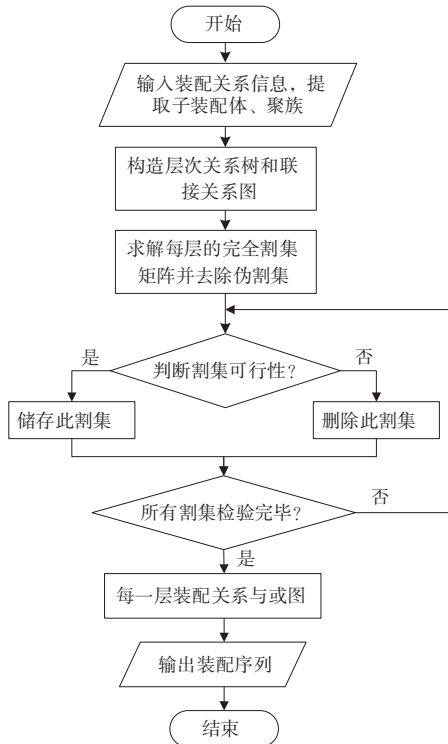 开始
输入装配关系信息，提
取子装配体、聚族
构造层次关系树和联
接关系图
求解每层的完全割集
矩阵并去除伪割集
是
判断割集可行性？
否
储存此割集
删除此割集
所有割集检验完毕？
否
是
每一层装配关系与或图
输出装配序列
结束